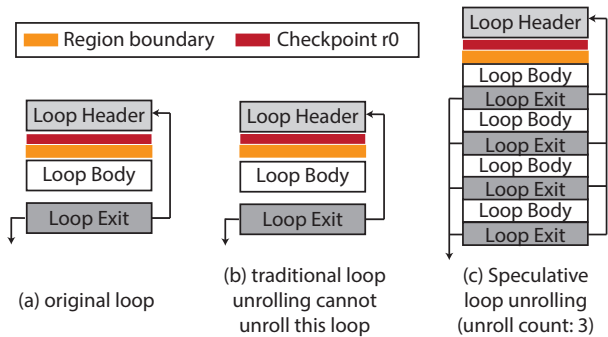 Region boundary
Checkpoint r0
Loop Header
Loop Body
Loop Exit
(a) original loop
Loop Header
Loop Body
Loop Exit
(b) traditional loop
unrolling cannot
unroll this loop
Loop Header
Loop Body
Loop Exit
Loop Body
Loop Exit
Loop Body
Loop Exit
Loop Body
Loop Exit
(c) Speculative
loop unrolling
(unroll count: 3)